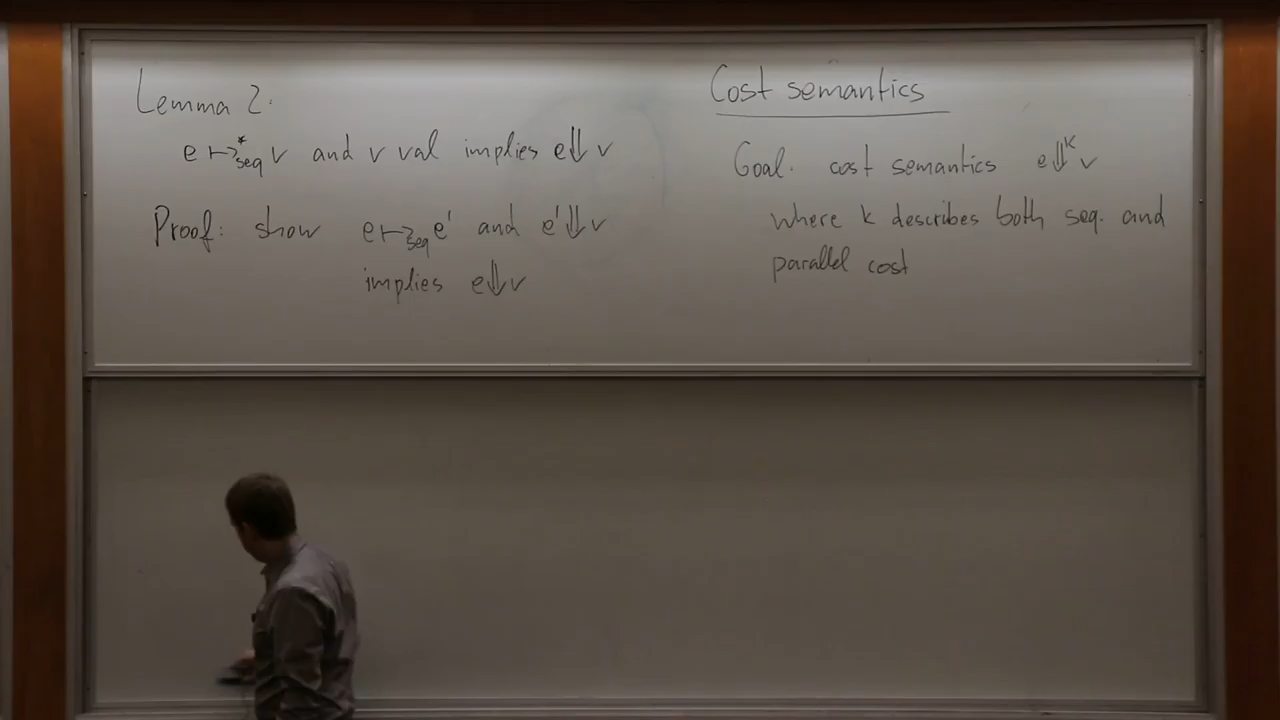 Lemma 2.
e ↦*seq v and v val implies e⇓v
Proof: show e ↦seq e' and e'⇓v
implies e⇓v
Cost semantics
Goal: cost semantics e⇓ᵏv
where k describes both seq. and
parallel cost